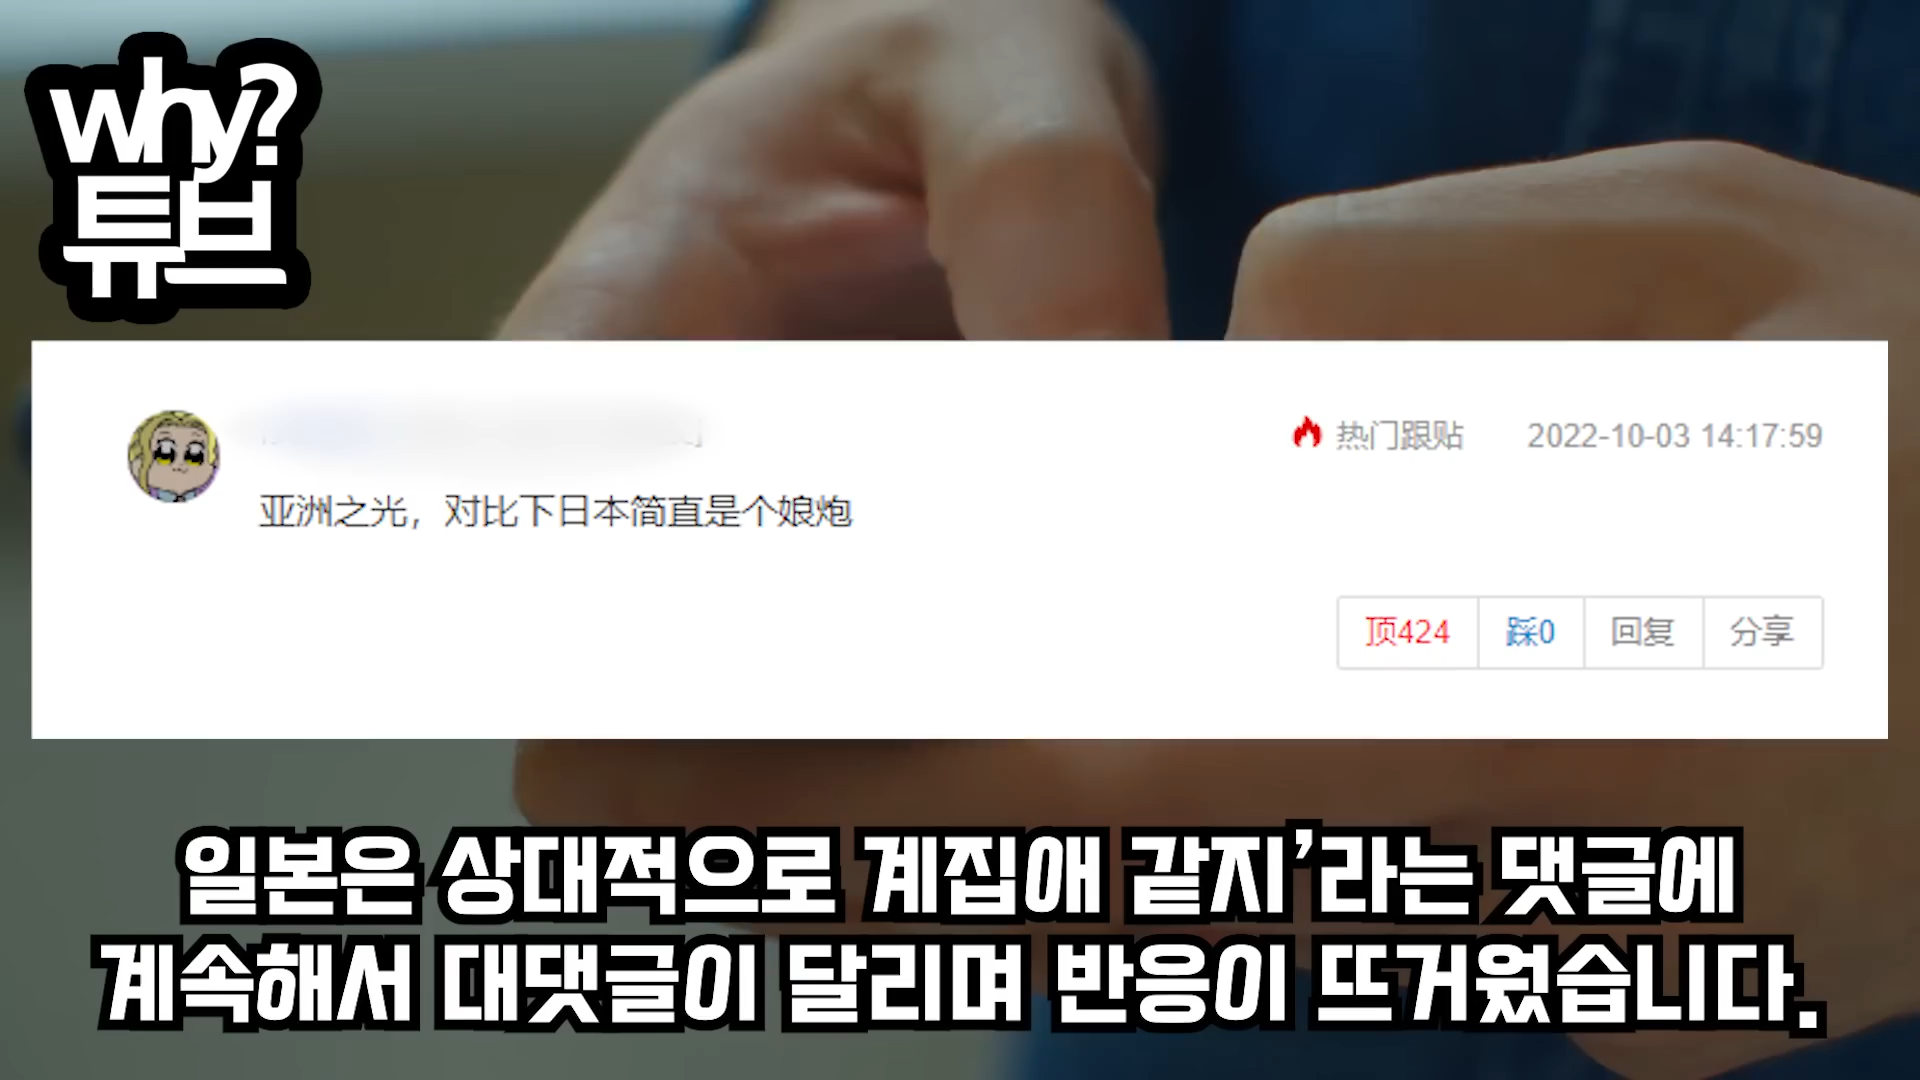 why?
튜브
热门跟贴 2022-10-03 14:17:59
亚洲之光，对比下日本简直是个娘炮
顶424 踩0 回复 分享
일본은 상대적으로 계집애 같지’라는 댓글에
계속해서 대댓글이 달리며 반응이 뜨거웠습니다.